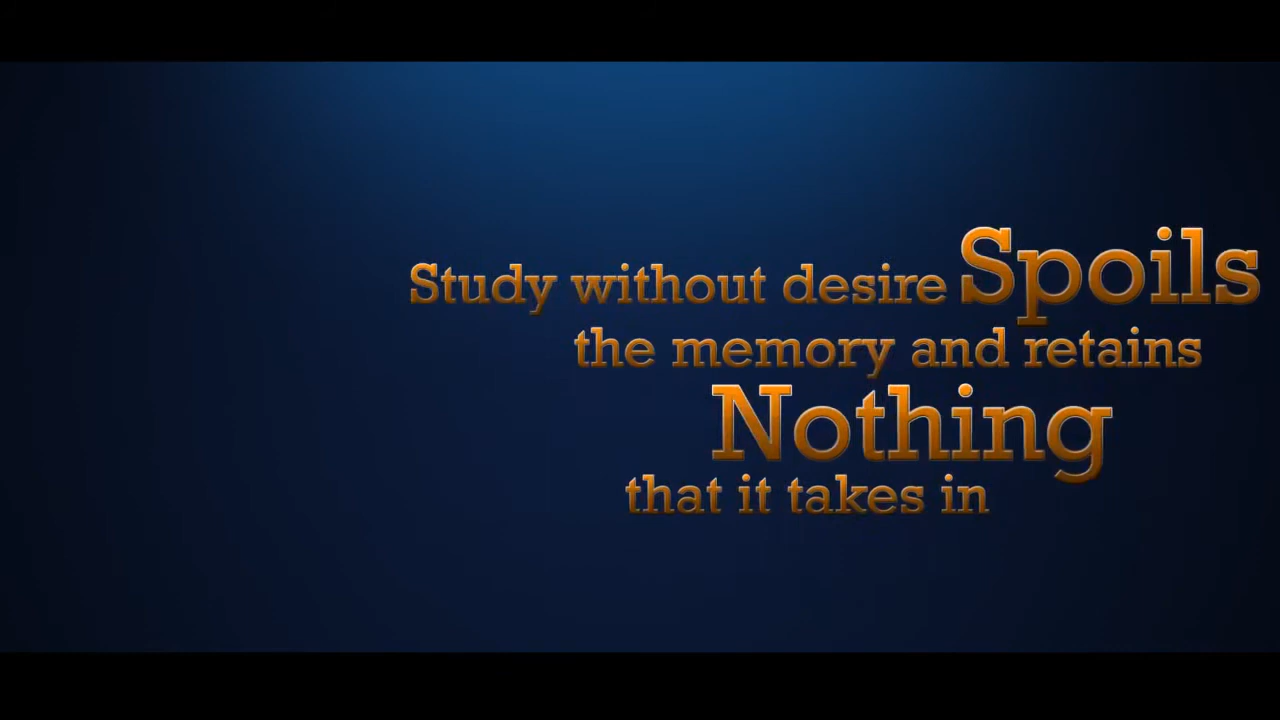 Study without desire Spoils
the memory and retains
Nothing
that it takes in